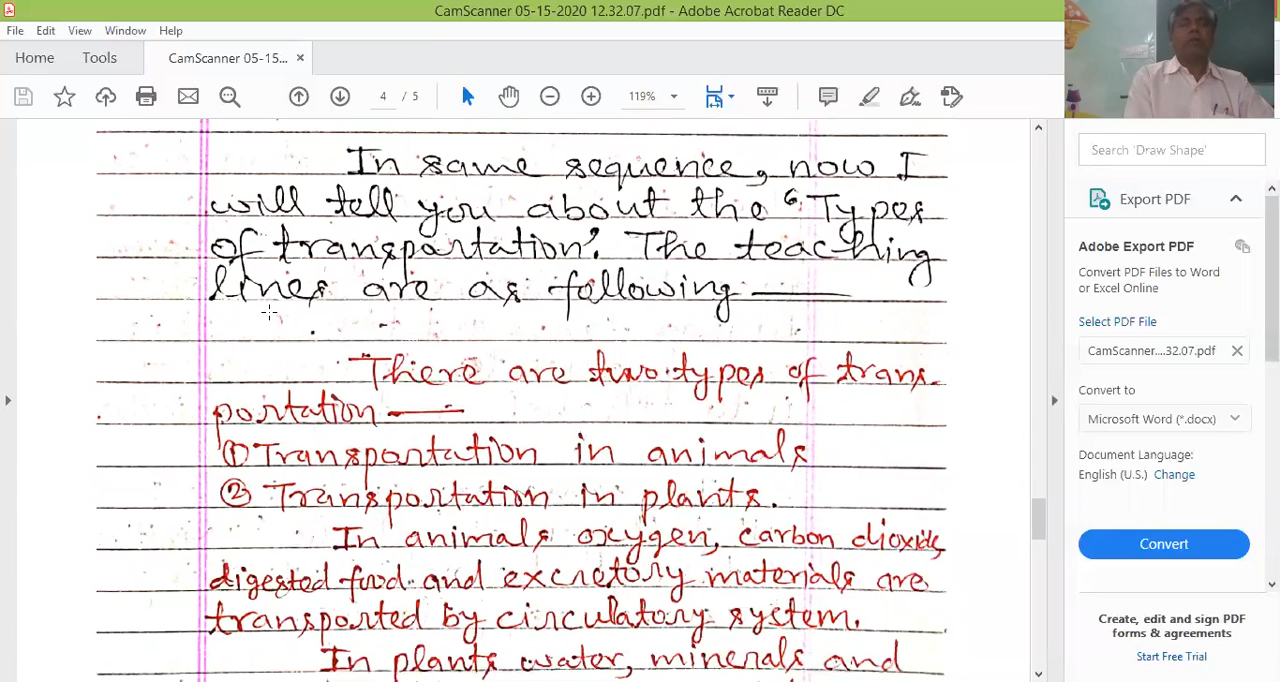 CamScanner 05-15-2020 12.32.07.pdf - Adobe Acrobat Reader DC
File Edit View Window Help
Home Tools CamScanner 05-15... ×
4 / 5 119%
Search 'Draw Shape'
Export PDF
Adobe Export PDF
Convert PDF Files to Word
or Excel Online
Select PDF File
CamScanner....32.07.pdf
Convert to
Microsoft Word (*.docx)
Document Language:
English (U.S.) Change
Convert
Create, edit and sign PDF
forms & agreements
Start Free Trial
In same sequence, now I
will tell you about the ‘Types
of transportation’. The teaching
lines are as following —
There are two types of trans-
portation —
① Transportation in animals
② Transportation in plants.
In animals oxygen, carbon dioxide,
digested food and excretory materials are
transported by circulatory system.
In plants water, minerals and